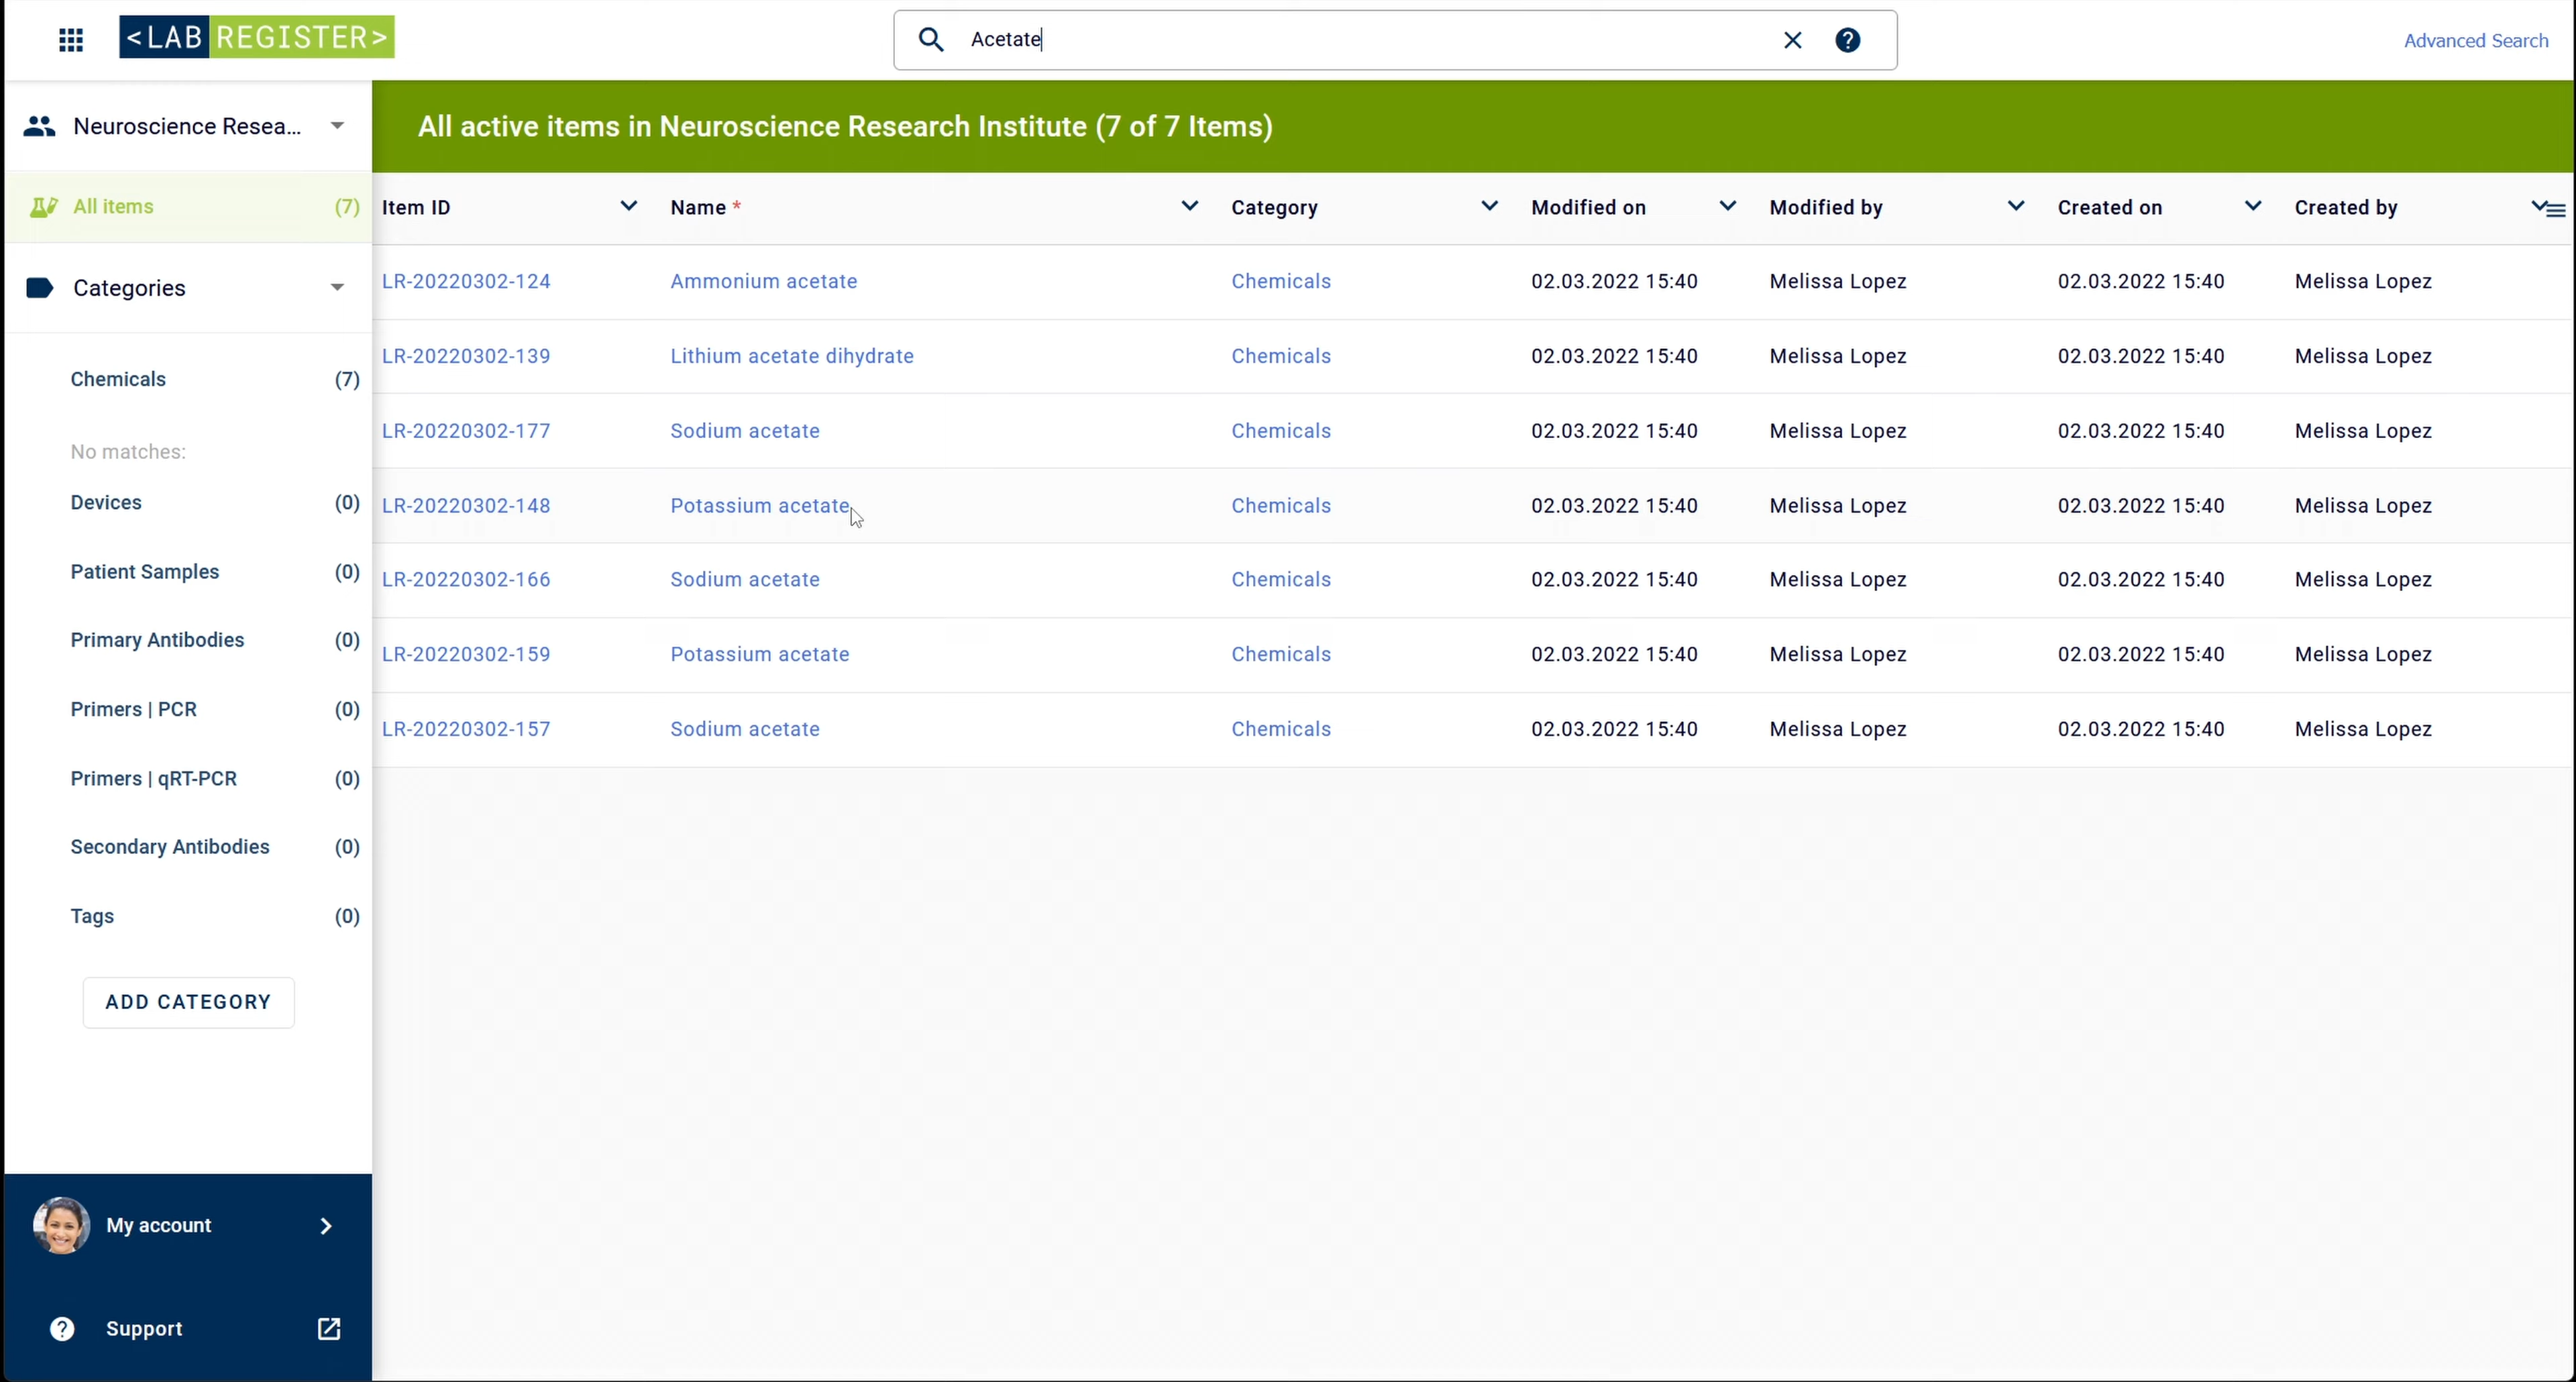 <LAB REGISTER>
Acetate
Advanced Search
Neuroscience Resea...
All items (7)
Categories
Chemicals (7)
No matches:
Devices (0)
Patient Samples (0)
Primary Antibodies (0)
Primers | PCR (0)
Primers | qRT-PCR (0)
Secondary Antibodies (0)
Tags (0)
ADD CATEGORY
My account
Support
All active items in Neuroscience Research Institute (7 of 7 Items)
Item ID Name * Category Modified on Modified by Created on Created by
LR-20220302-124 Ammonium acetate Chemicals 02.03.2022 15:40 Melissa Lopez 02.03.2022 15:40 Melissa Lopez
LR-20220302-139 Lithium acetate dihydrate Chemicals 02.03.2022 15:40 Melissa Lopez 02.03.2022 15:40 Melissa Lopez
LR-20220302-177 Sodium acetate Chemicals 02.03.2022 15:40 Melissa Lopez 02.03.2022 15:40 Melissa Lopez
LR-20220302-148 Potassium acetate Chemicals 02.03.2022 15:40 Melissa Lopez 02.03.2022 15:40 Melissa Lopez
LR-20220302-166 Sodium acetate Chemicals 02.03.2022 15:40 Melissa Lopez 02.03.2022 15:40 Melissa Lopez
LR-20220302-159 Potassium acetate Chemicals 02.03.2022 15:40 Melissa Lopez 02.03.2022 15:40 Melissa Lopez
LR-20220302-157 Sodium acetate Chemicals 02.03.2022 15:40 Melissa Lopez 02.03.2022 15:40 Melissa Lopez